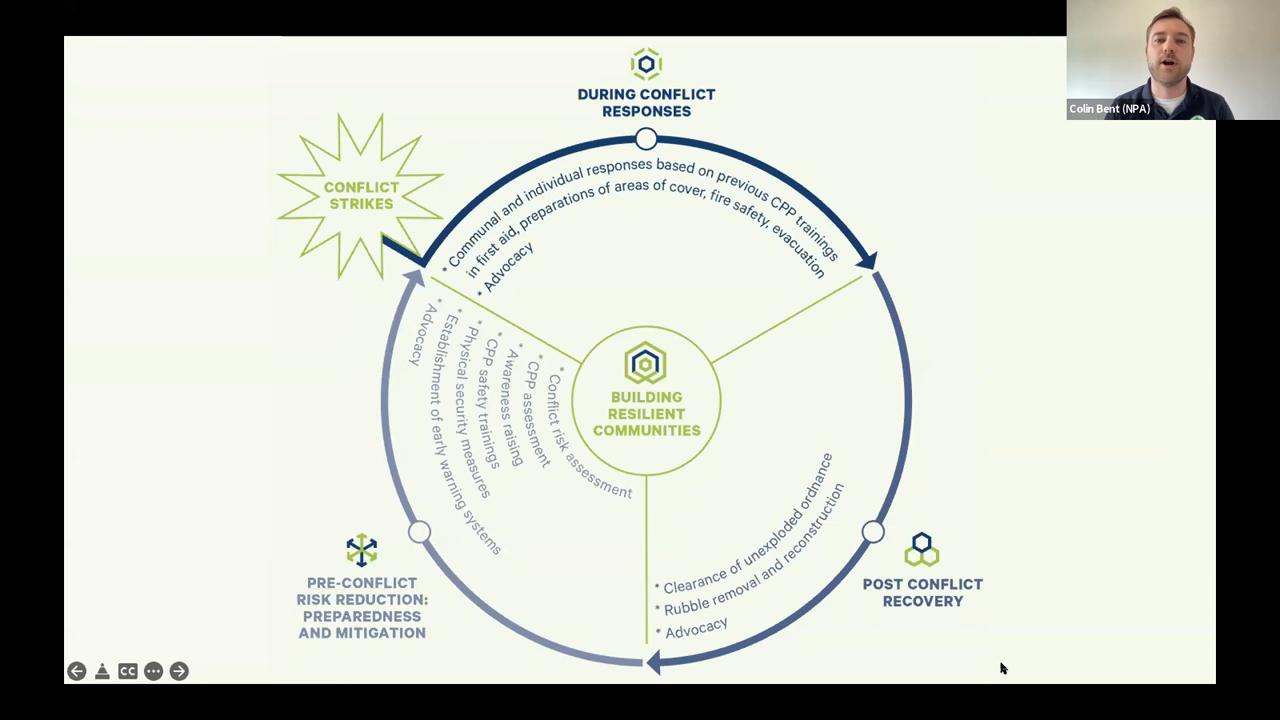 Colin Bent (NPA)
DURING CONFLICT
RESPONSES
CONFLICT
STRIKES
* Communal and individual responses based on previous CPP trainings
in first aid, preparations of areas of cover, fire safety, evacuation
* Advocacy
BUILDING
RESILIENT
COMMUNITIES
* Conflict risk assessment
* CPP assessment
* Awareness raising
* CPP safety trainings
* Physical security measures
* Establishment of early warning systems
* Advocacy
* Clearance of unexploded ordnance
* Rubble removal and reconstruction
* Advocacy
PRE-CONFLICT
RISK REDUCTION:
PREPAREDNESS
AND MITIGATION
POST CONFLICT
RECOVERY
CC